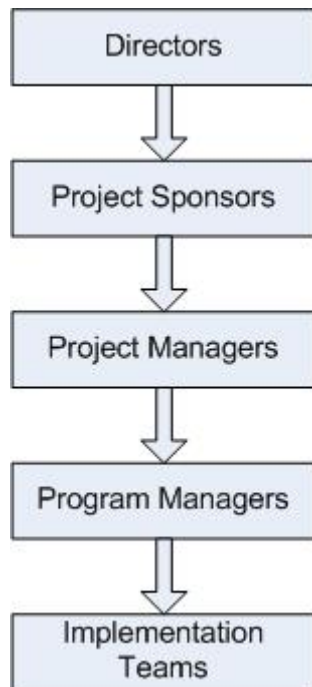 Directors
Project Sponsors
Project Managers
Program Managers
Implementation
Teams